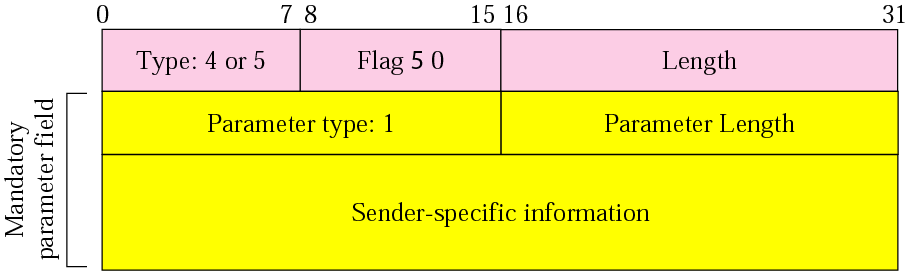 0 7 8 15 16 31
Type: 4 or 5 Flag 5 0 Length
Parameter type: 1 Parameter Length
Sender-specific information
Mandatory
parameter field